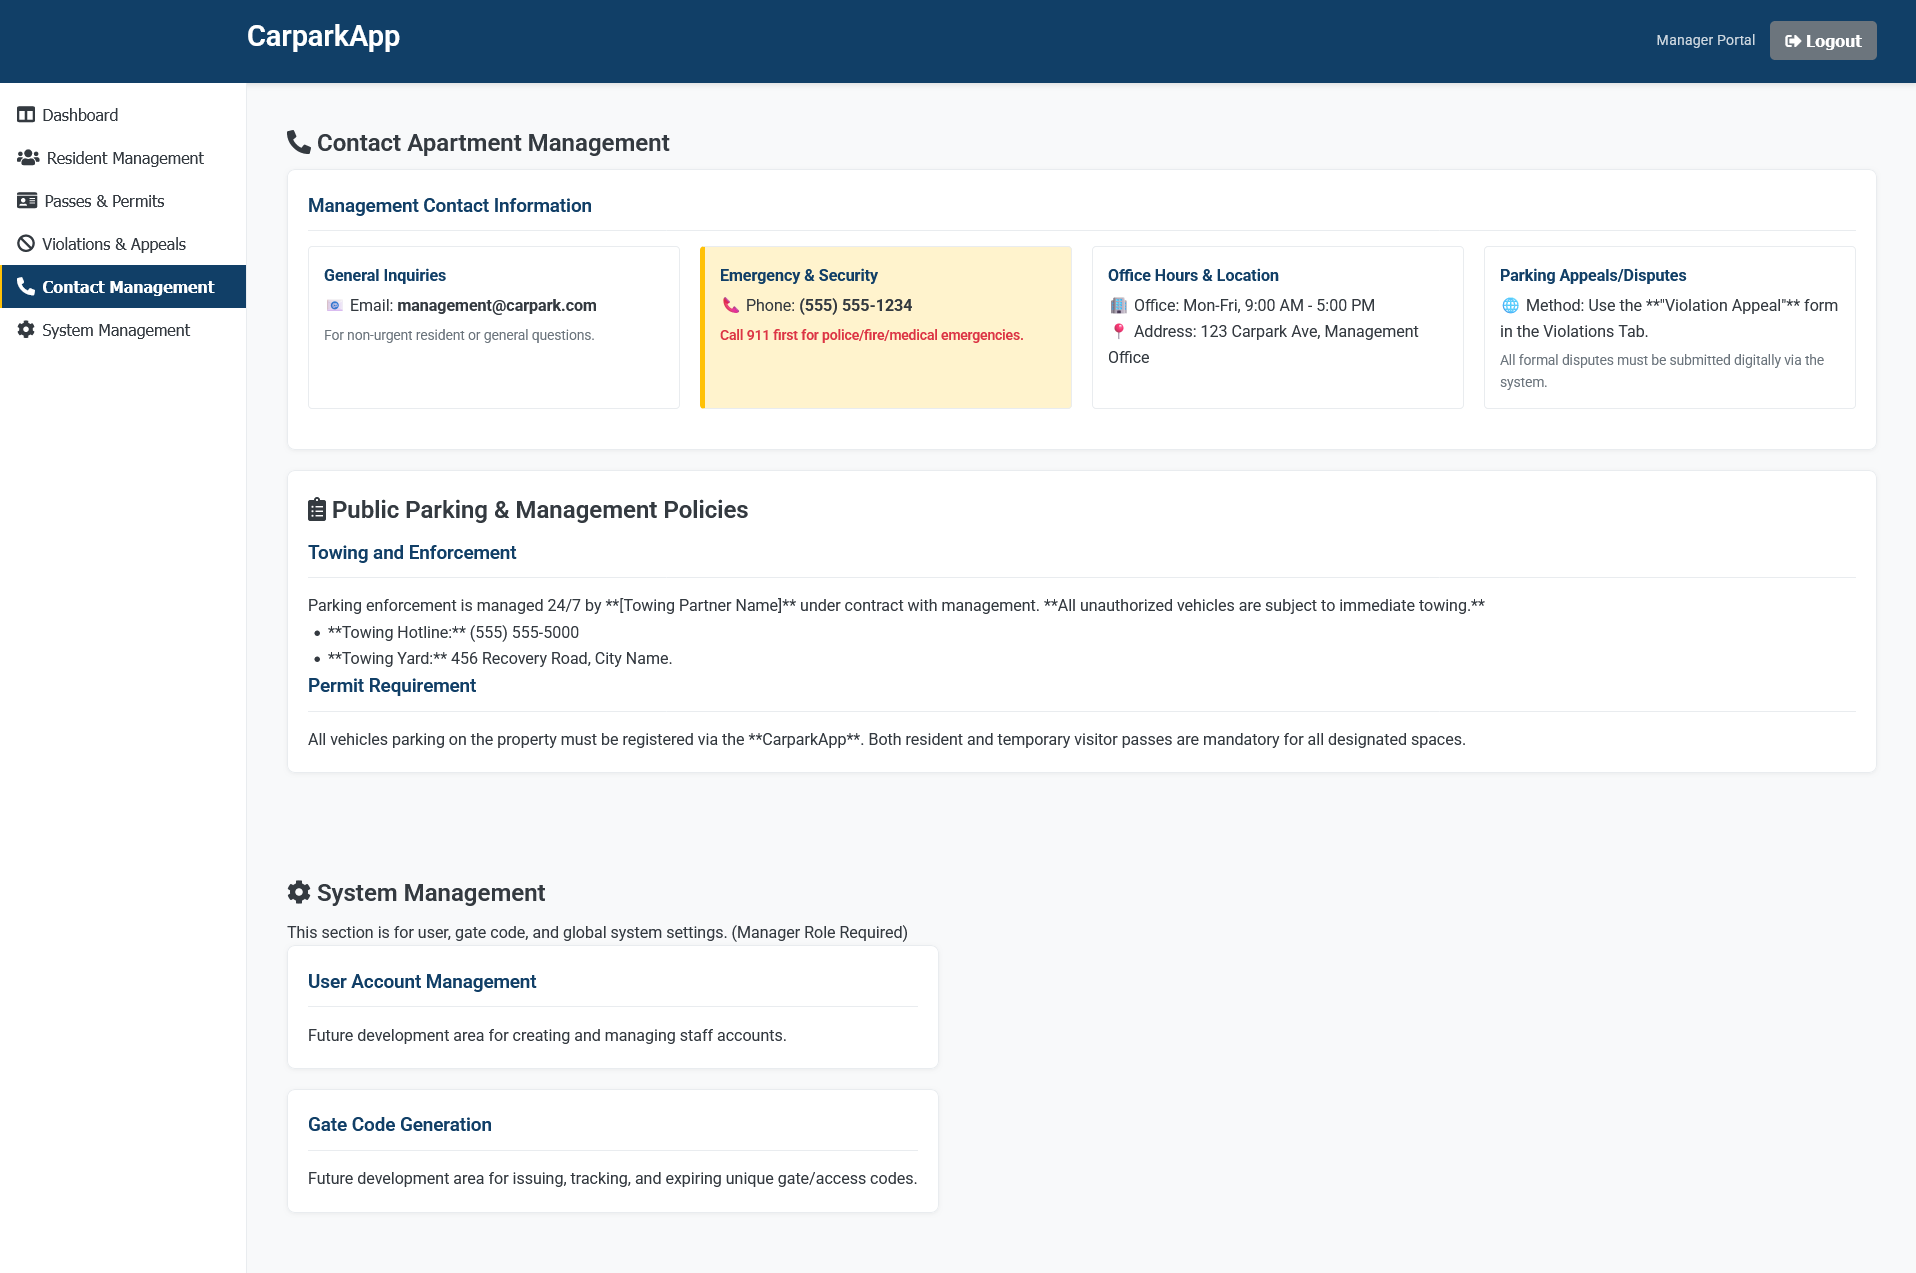 CarparkApp
Manager Portal
Logout
Dashboard
Resident Management
Passes & Permits
Violations & Appeals
Contact Management
System Management
Contact Apartment Management
Management Contact Information
General Inquiries
Email: management@carpark.com
For non-urgent resident or general questions.
Emergency & Security
Phone: (555) 555-1234
Call 911 first for police/fire/medical emergencies.
Office Hours & Location
Office: Mon-Fri, 9:00 AM - 5:00 PM
Address: 123 Carpark Ave, Management
Office
Parking Appeals/Disputes
Method: Use the **"Violation Appeal"** form
in the Violations Tab.
All formal disputes must be submitted digitally via the
system.
Public Parking & Management Policies
Towing and Enforcement
Parking enforcement is managed 24/7 by **[Towing Partner Name]** under contract with management. **All unauthorized vehicles are subject to immediate towing.**
• **Towing Hotline:** (555) 555-5000
• **Towing Yard:** 456 Recovery Road, City Name.
Permit Requirement
All vehicles parking on the property must be registered via the **CarparkApp**. Both resident and temporary visitor passes are mandatory for all designated spaces.
System Management
This section is for user, gate code, and global system settings. (Manager Role Required)
User Account Management
Future development area for creating and managing staff accounts.
Gate Code Generation
Future development area for issuing, tracking, and expiring unique gate/access codes.